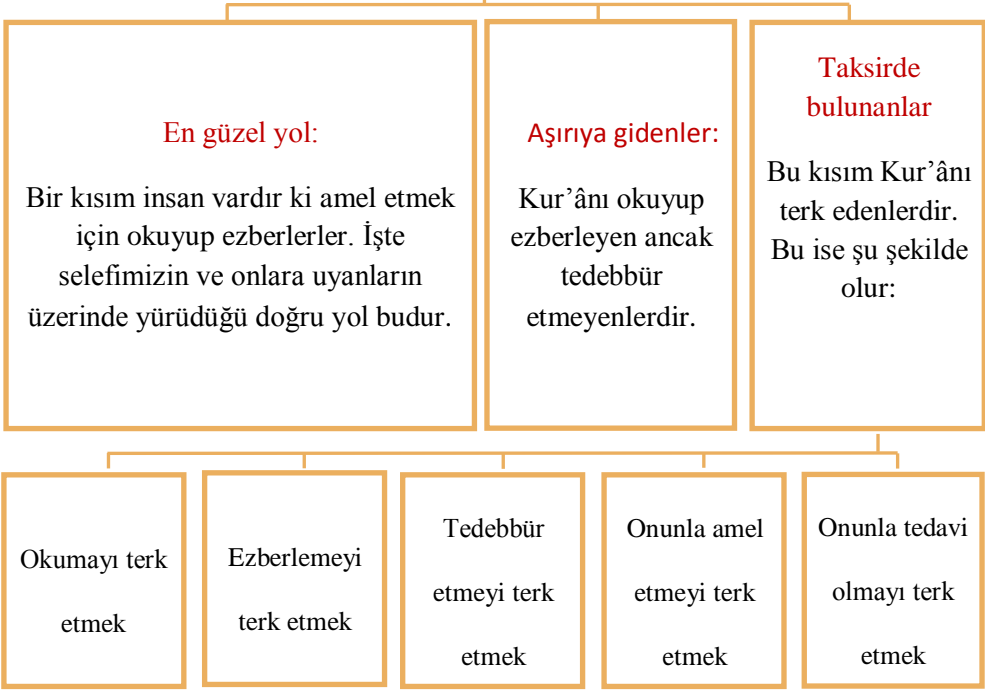 En güzel yol:
Bir kısım insan vardır ki amel etmek
için okuyup ezberlerler. İşte
selefimizin ve onlara uyanların
üzerinde yürüdüğü doğru yol budur.
Aşırıya gidenler:
Kur’ânı okuyup
ezberleyen ancak
tedebbür
etmeyenlerdir.
Taksirde
bulunanlar
Bu kısım Kur’ânı
terk edenlerdir.
Bu ise şu şekilde
olur:
Okumayı terk
etmek
Ezberlemeyi
terk etmek
Tedebbür
etmeyi terk
etmek
Onunla amel
etmeyi terk
etmek
Onunla tedavi
olmayı terk
etmek